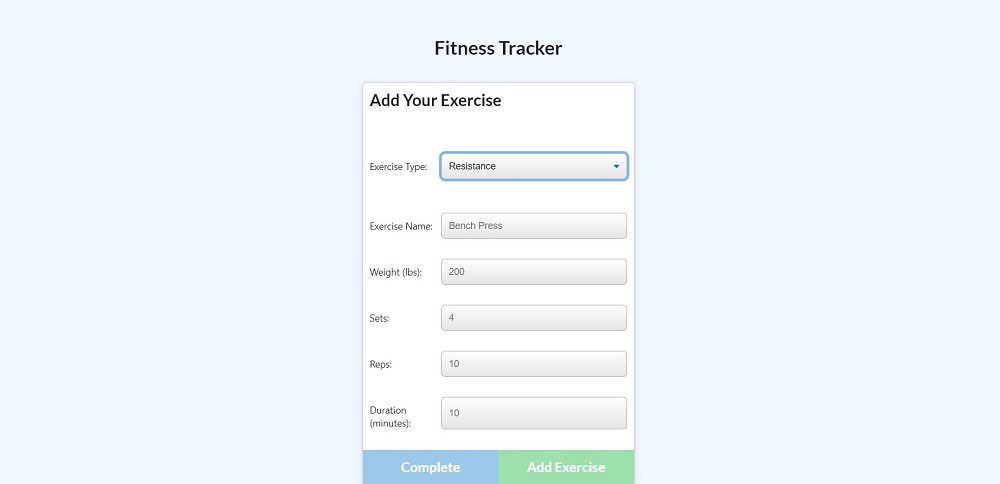 Fitness Tracker
Add Your Exercise
Exercise Type: Resistance
Exercise Name: Bench Press
Weight (lbs): 200
Sets: 4
Reps: 10
Duration
(minutes): 10
Complete Add Exercise